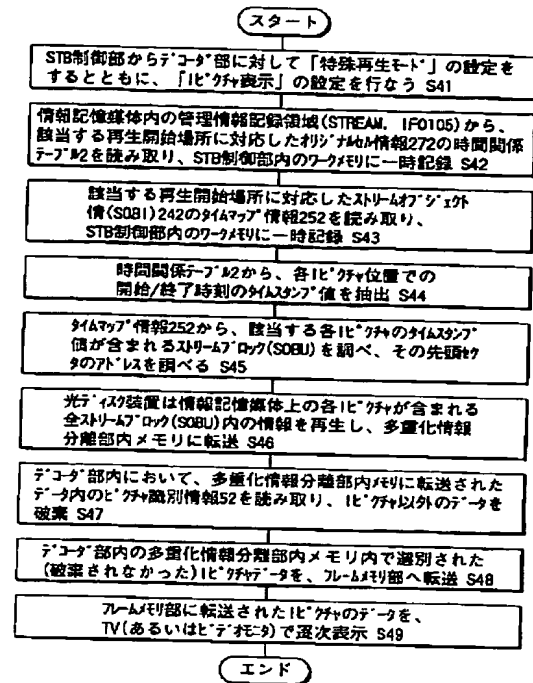 スタート
STB制御部からデコーダ部に対して「特殊再生モード」の設定を
するとともに、「Iピクチャ表示」の設定を行なう S41
情報記憶媒体内の管理情報記録領域(STREAM. IFO105)から、
該当する再生開始場所に対応したオリジナルセル情報272の時間関係
テーブル2を読み取り、STB制御部内のワークメモリに一時記録 S42
該当する再生開始場所に対応したストリームオブジェクト
情(SOBI)242のタイムマップ情報252を読み取り、
STB制御部内のワークメモリに一時記録 S43
時間関係テーブル2から、各Iピクチャ位置での
開始/終了時刻のタイムスタンプ値を抽出 S44
タイムマップ情報252から、該当する各Iピクチャのタイムスタンプ
値が含まれるストリームブロック(SOBU)を調べ、その先頭セク
タのアドレスを調べる S45
光ディスク装置は情報記憶媒体上の各Iピクチャが含まれる
全ストリームブロック(SOBU)内の情報を再生し、多重化情報
分離部内メモリに転送 S46
デコーダ部内において、多重化情報分離部内メモリに転送された
データ内のピクチャ識別情報52を読み取り、Iピクチャ以外のデータを
破棄 S47
デコーダ部内の多重化情報分離部内メモリ内で選別された
(破棄されなかった)Iピクチャデータを、フレームメモリ部へ転送 S48
フレームメモリ部に転送されたIピクチャのデータを、
TV(あるいはビデオモニタ)で逐次表示 S49
エンド